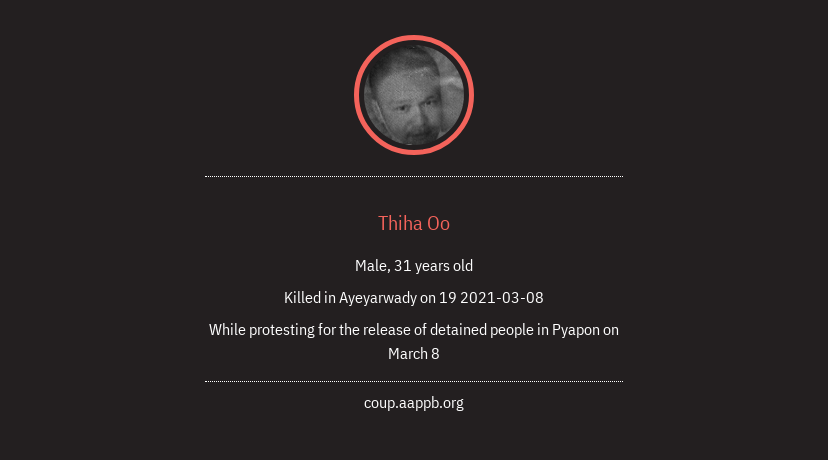 Thiha Oo
Male, 31 years old
Killed in Ayeyarwady on 19 2021-03-08
While protesting for the release of detained people in Pyapon on
March 8
coup.aappb.org